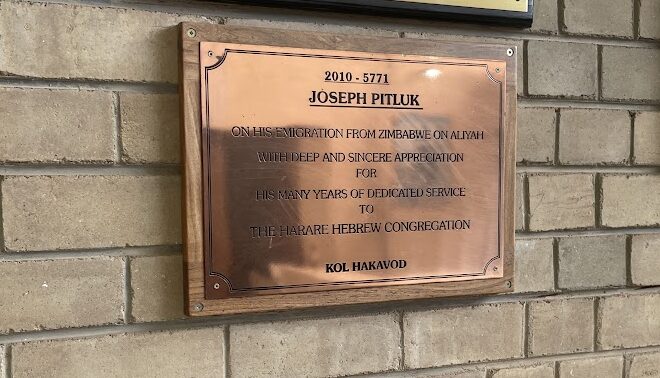 2010 - 5771
JOSEPH PITLUK
ON HIS EMIGRATION FROM ZIMBABWE ON ALIYAH
WITH DEEP AND SINCERE APPRECIATION
FOR
HIS MANY YEARS OF DEDICATED SERVICE
TO
THE HARARE HEBREW CONGREGATION
KOL HAKAVOD